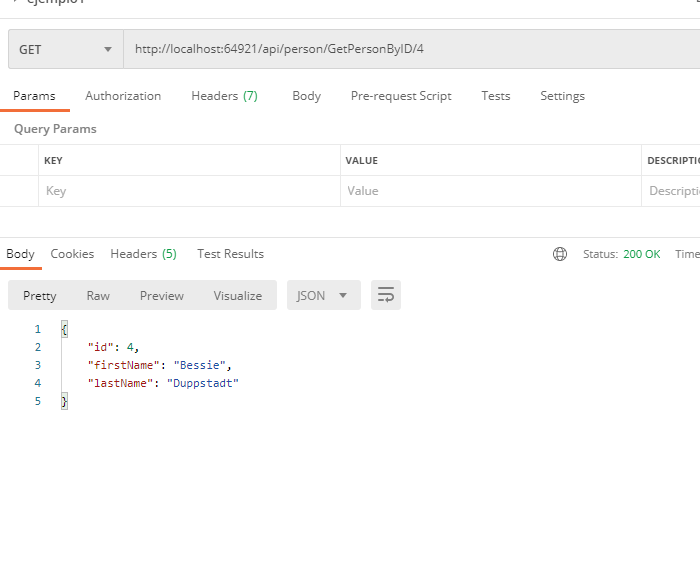 ejemplo1
GET http://localhost:64921/api/person/GetPersonByID/4
Params Authorization Headers (7) Body Pre-request Script Tests Settings
Query Params
KEY VALUE
Key Value
Body Cookies Headers (5) Test Results Status: 200 OK Time
Pretty Raw Preview Visualize JSON
1 {
2 "id": 4,
3 "firstName": "Bessie",
4 "lastName": "Duppstadt"
5 }